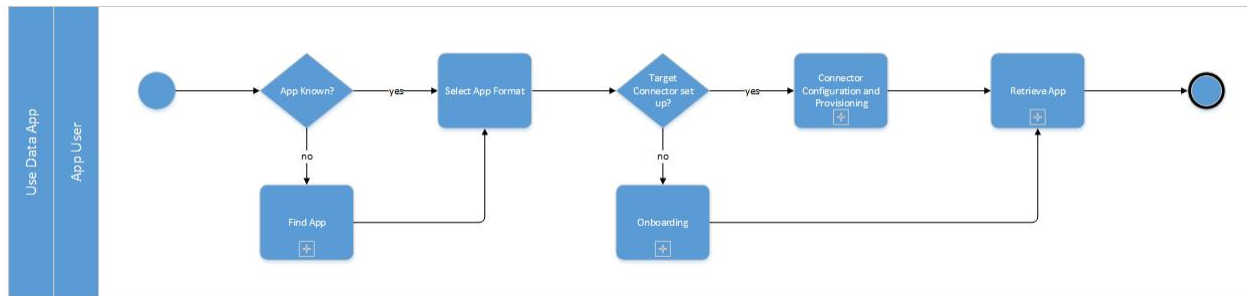 Use Data App
App User
App Known?
yes
Select App Format
Target
Connector set
up?
yes
Connector
Configuration and
Provisioning
Retrieve App
no
no
Find App
Onboarding